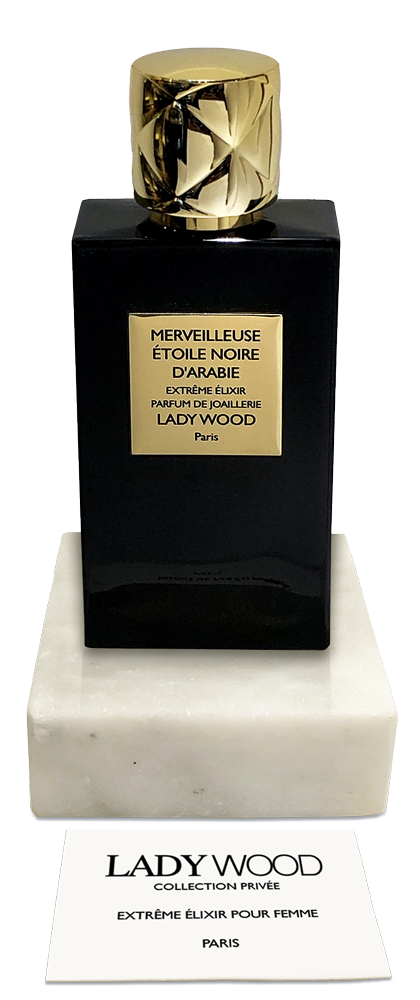 MERVEILLEUSE
ÉTOILE NOIRE
D'ARABIE
EXTRÊME ÉLIXIR
PARFUM DE JOAILLERIE
LADY WOOD
Paris
LADY WOOD
COLLECTION PRIVÉE
EXTRÊME ÉLIXIR POUR FEMME
PARIS